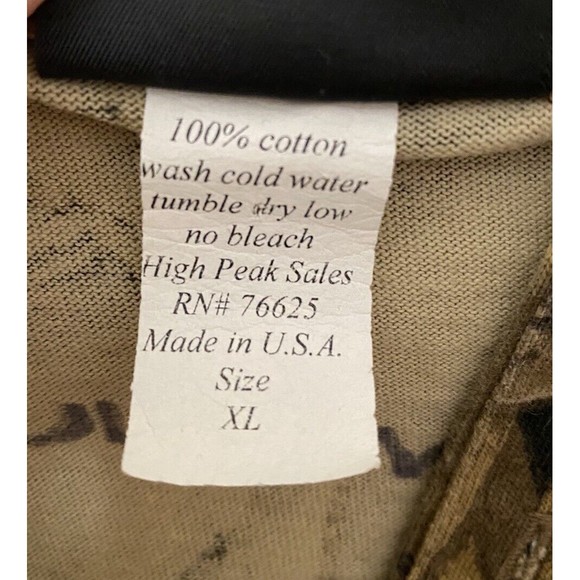 100% cotton
wash cold water
tumble dry low
no bleach
High Peak Sales
RN# 76625
Made in U.S.A.
Size
XL